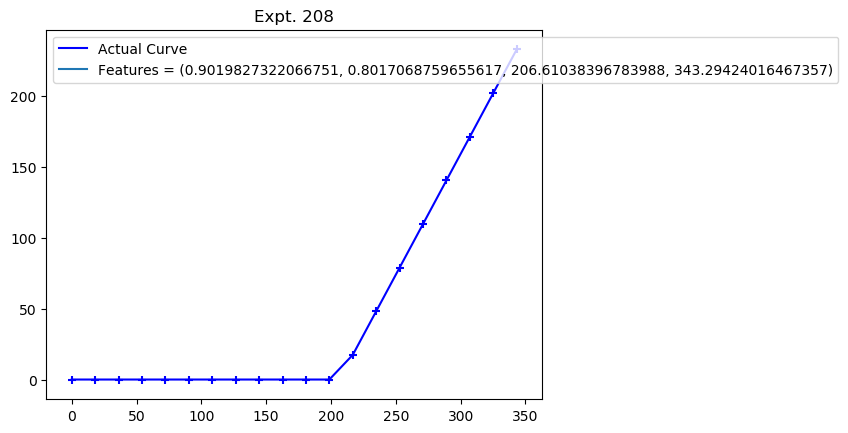 Expt. 208
Actual Curve
Features = (0.9019827322066751, 0.8017068759655617, 206.61038396783988, 343.29424016467357)
200
150
100
50
0
0 50 100 150 200 250 300 350